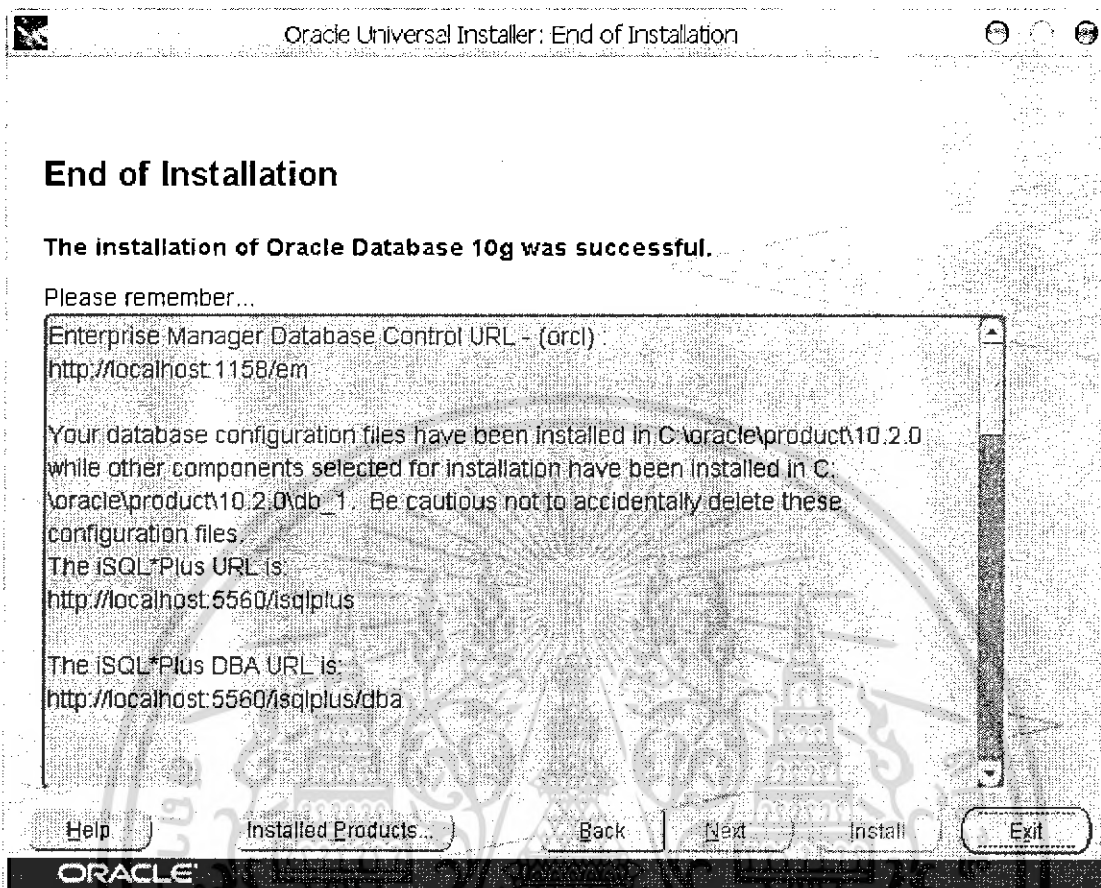 Oracle Universal Installer: End of Installation
End of Installation
The installation of Oracle Database 10g was successful.
Please remember...
Enterprise Manager Database Control URL - (orcl) :
http://localhost:1158/em
Your database configuration files have been installed in C:\oracle\product\10.2.0
while other components selected for installation have been installed in C:
\oracle\product\10.2.0\db_1. Be cautious not to accidentally delete these
configuration files.
The iSQL*Plus URL is:
http://localhost:5560/isqlplus
The iSQL*Plus DBA URL is:
http://localhost:5560/isqlplus/dba
Help Installed Products... Back Next Install Exit
ORACLE